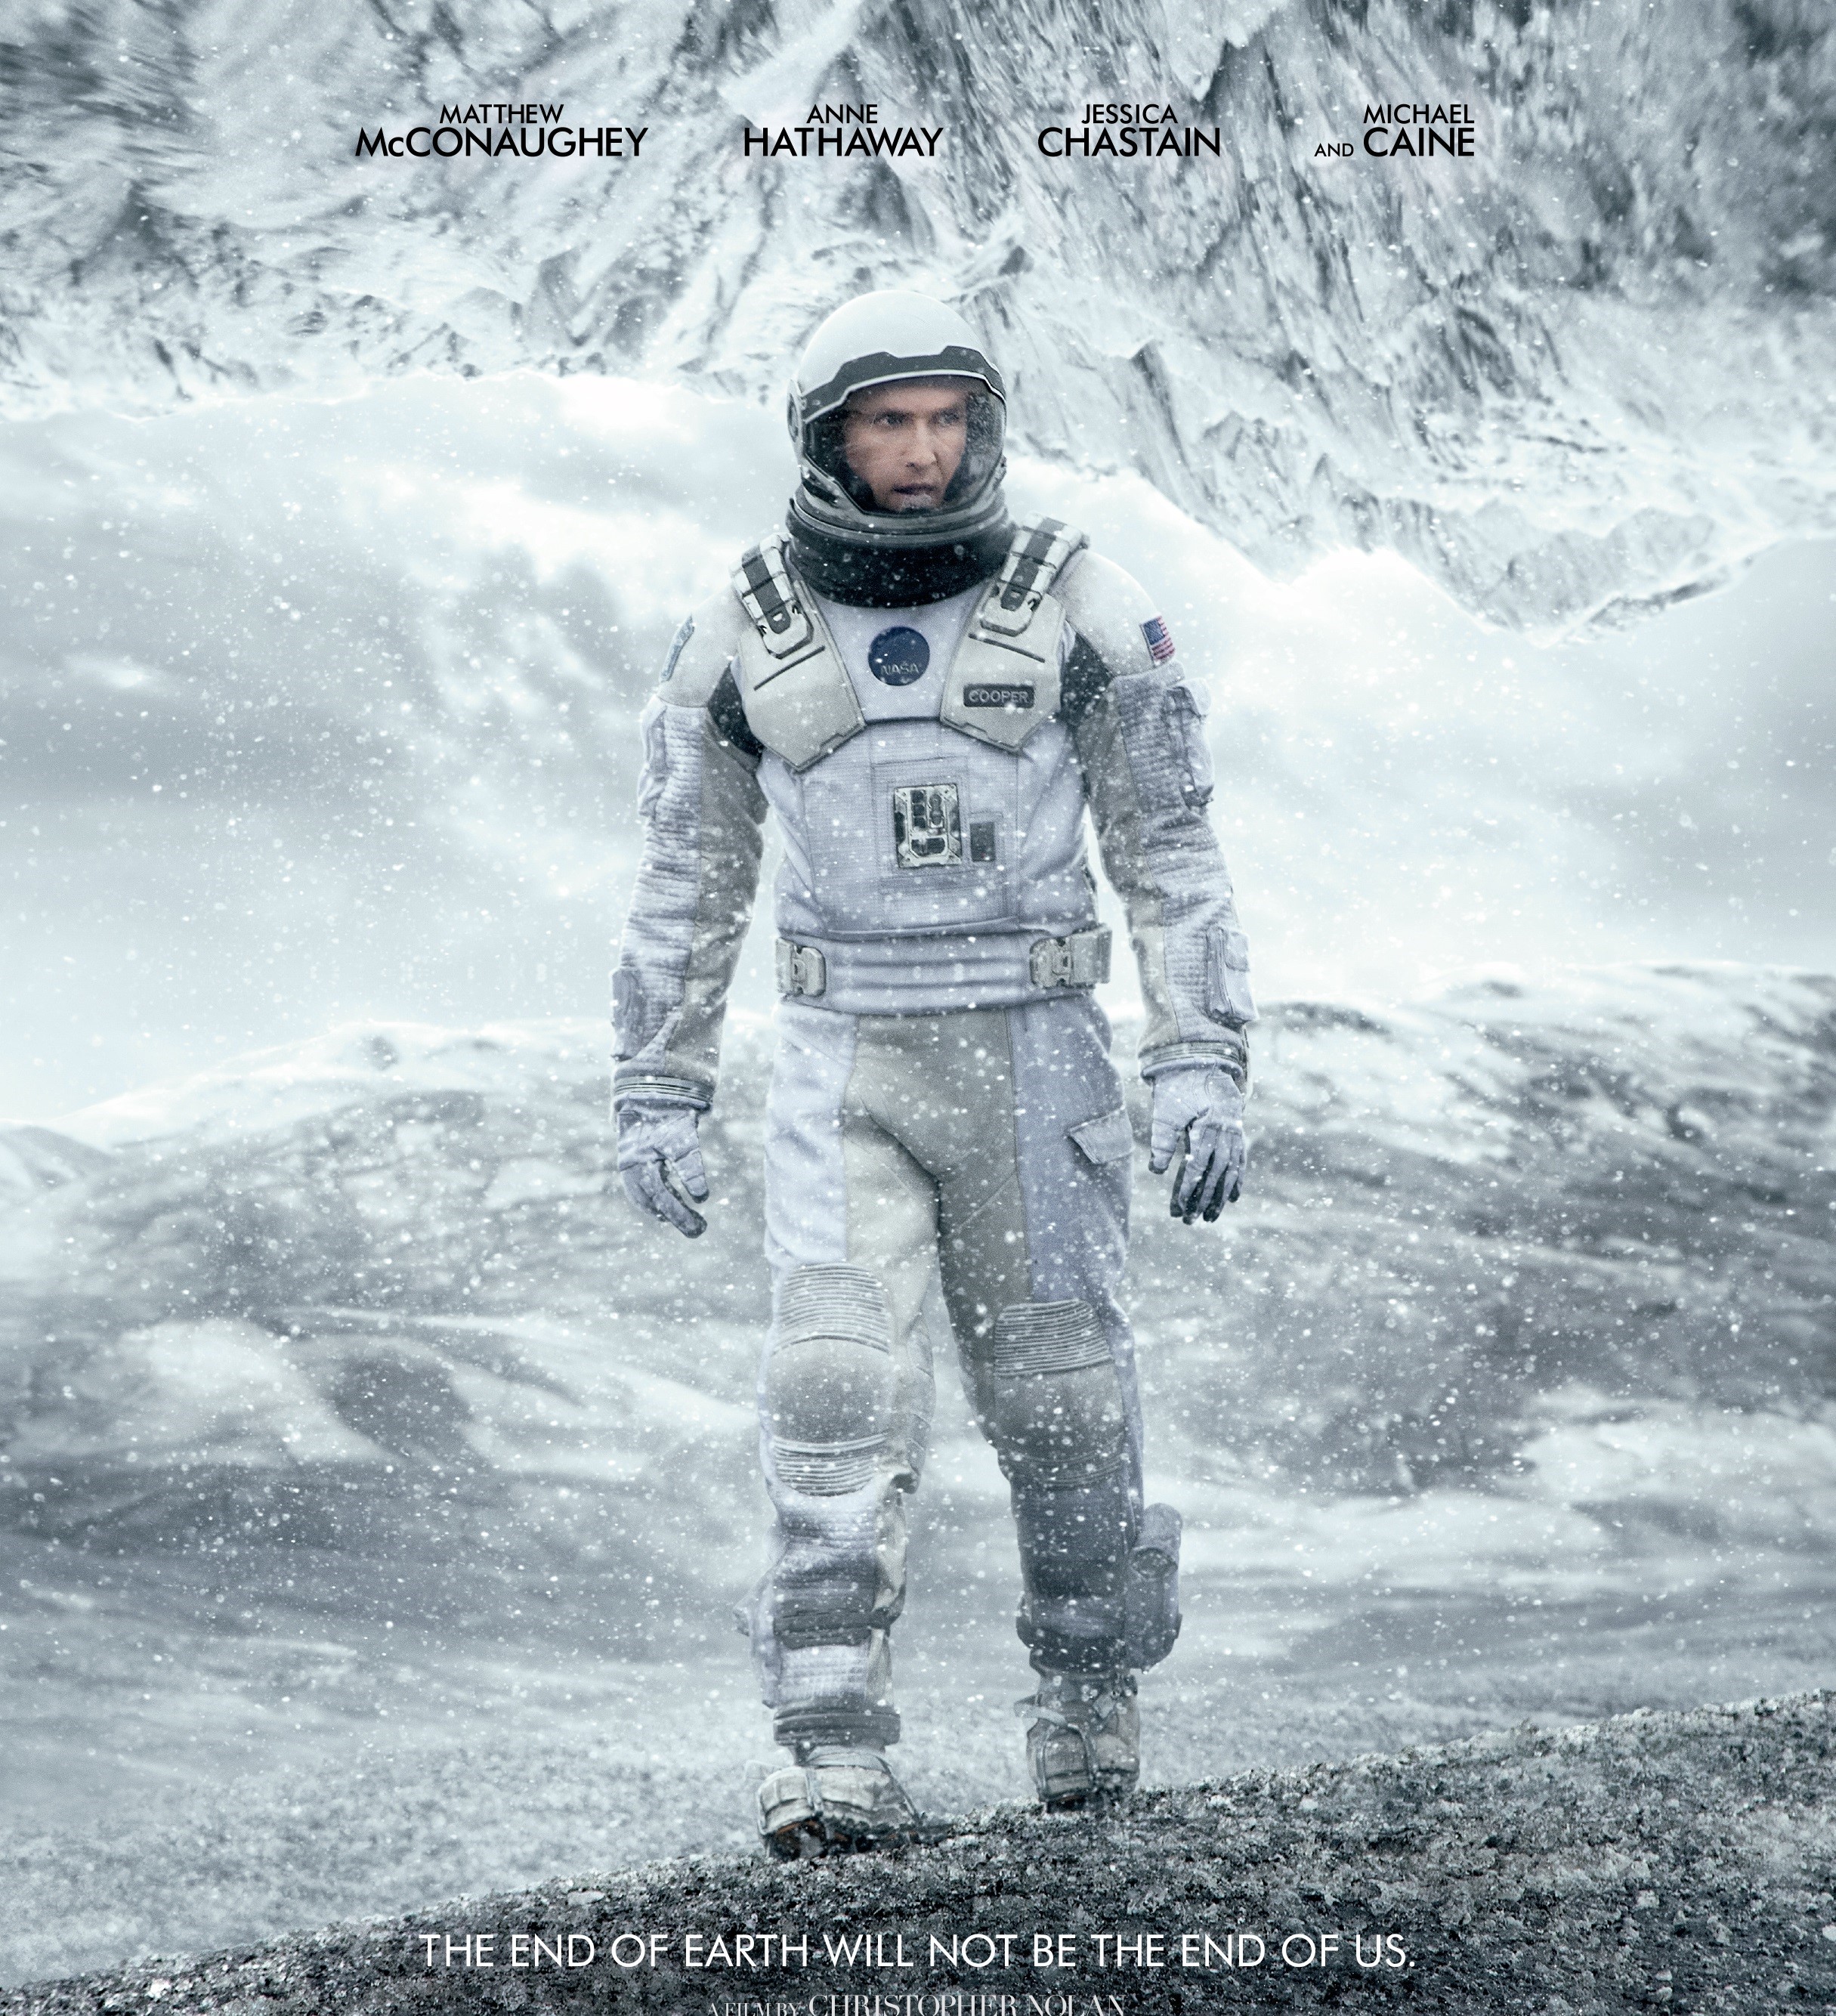 MATTHEW McCONAUGHEY
ANNE HATHAWAY
JESSICA CHASTAIN
AND MICHAEL CAINE
NASA
COOPER
THE END OF EARTH WILL NOT BE THE END OF US.
A FILM BY CHRISTOPHER NOLAN